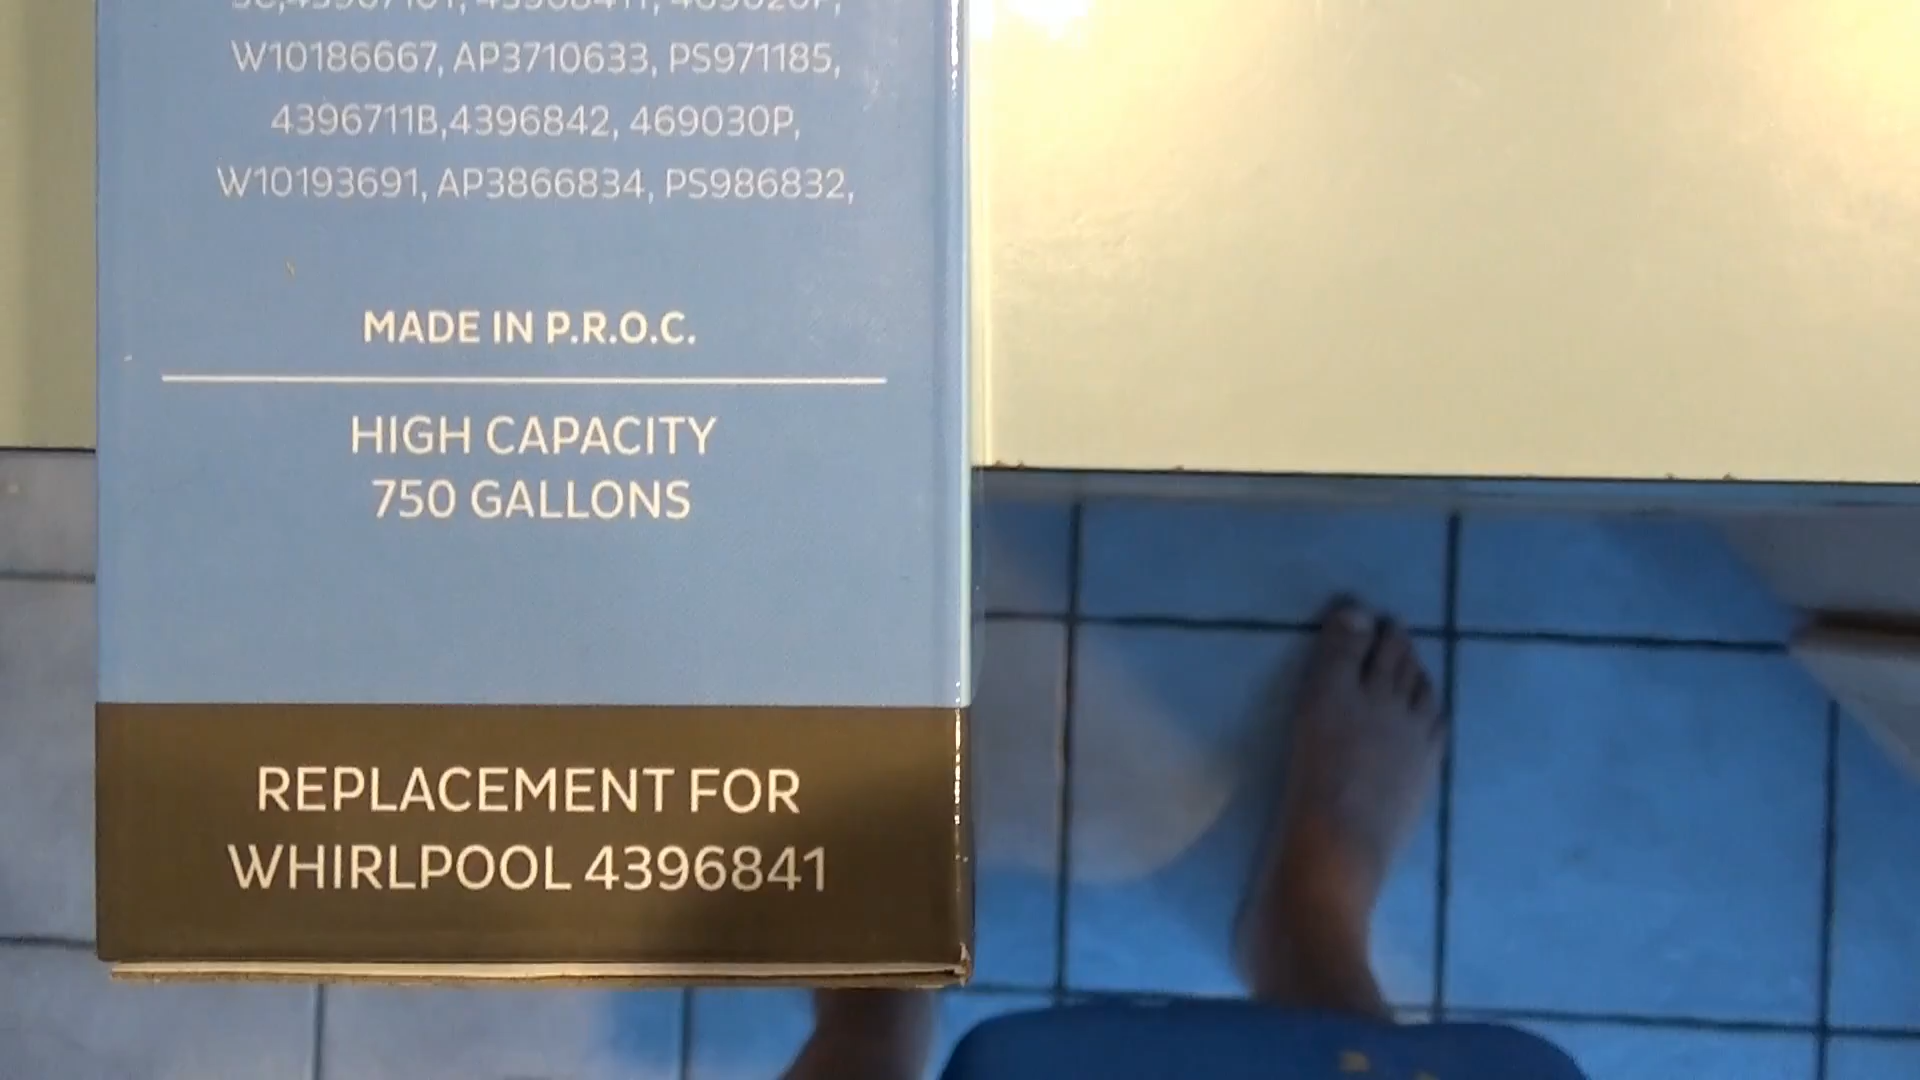 W10186667, AP3710633, PS971185,
4396711B,4396842, 469030P,
W10193691, AP3866834, PS986832,
MADE IN P.R.O.C.
HIGH CAPACITY
750 GALLONS
REPLACEMENT FOR
WHIRLPOOL 4396841